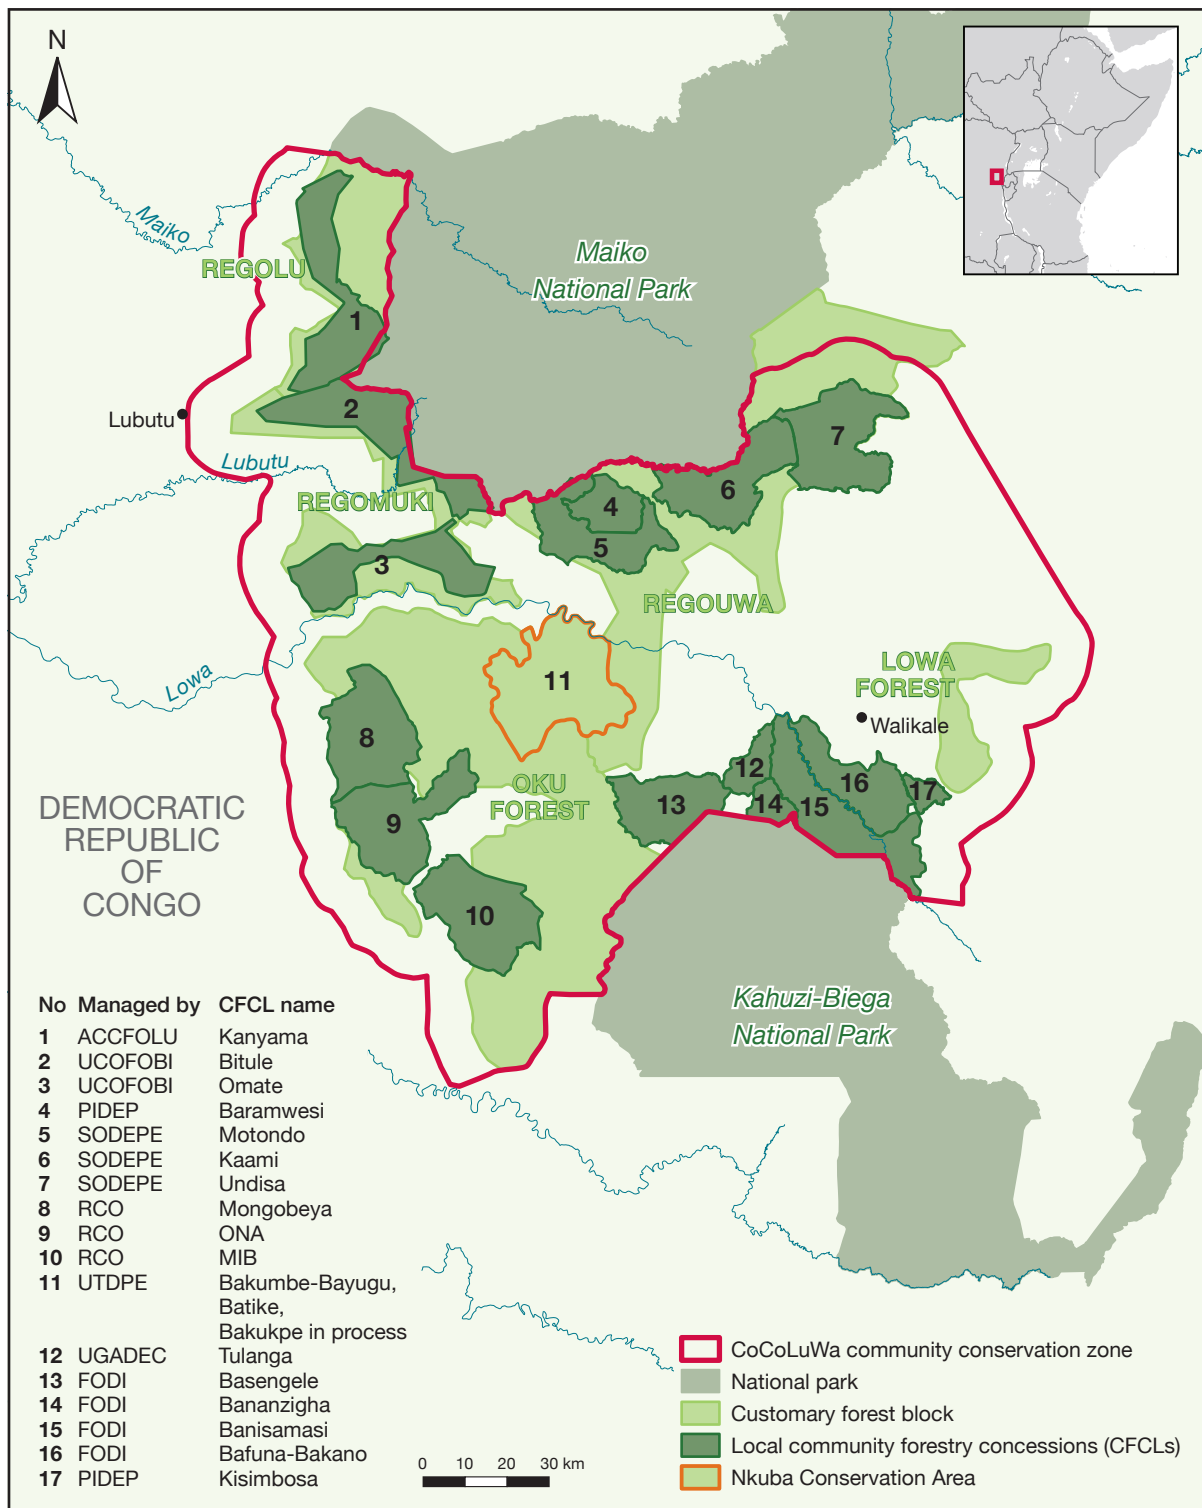 N
Maiko
REGOLU
Maiko
National Park
1
Lubutu
2
7
Lubutu
REGOMUKI
6
4
5
3
REGOUWA
Lowa
11
LOWA
FOREST
Walikale
8
12
16
17
OKU
FOREST
13
14
15
9
DEMOCRATIC
REPUBLIC
OF
CONGO
10
Kahuzi-Biega
National Park
No Managed by CFCL name
1 ACCFOLU Kanyama
2 UCOFOBI Bitule
3 UCOFOBI Omate
4 PIDEP Baramwesi
5 SODEPE Motondo
6 SODEPE Kaami
7 SODEPE Undisa
8 RCO Mongobeya
9 RCO ONA
10 RCO MIB
11 UTDPE Bakumbe-Bayugu,
Batike,
Bakukpe in process
12 UGADEC Tulanga
13 FODI Basengele
14 FODI Bananzigha
15 FODI Banisamasi
16 FODI Bafuna-Bakano
17 PIDEP Kisimbosa
0 10 20 30 km
CoCoLuWa community conservation zone
National park
Customary forest block
Local community forestry concessions (CFCLs)
Nkuba Conservation Area